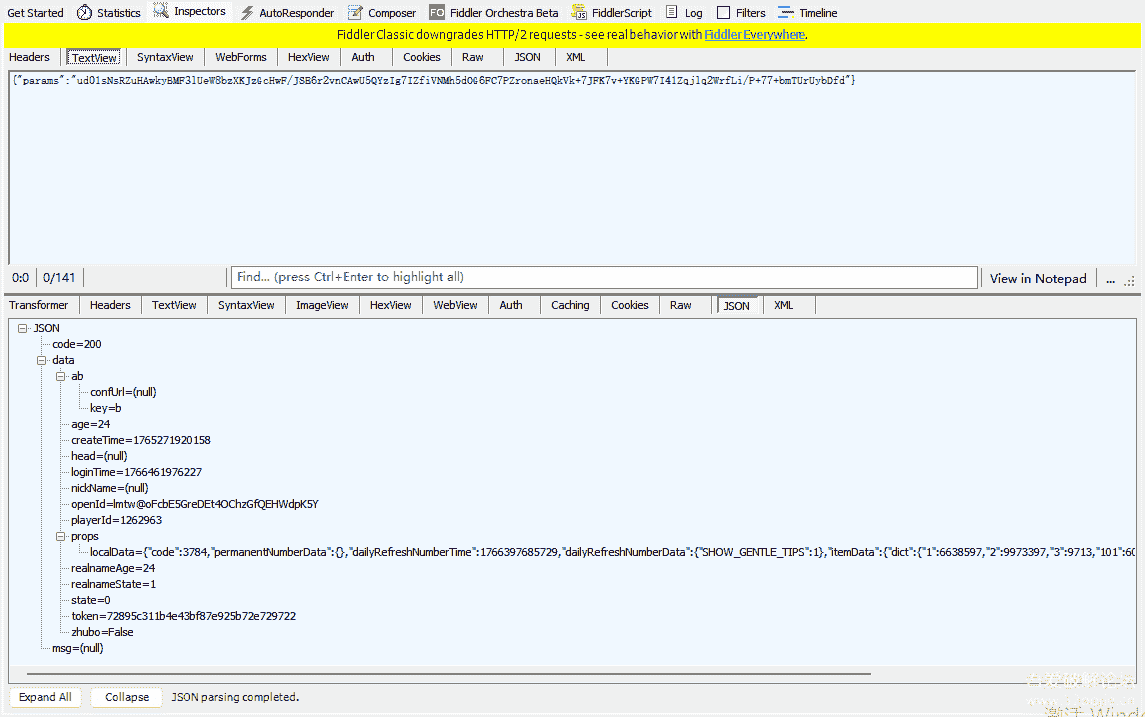 Get Started Statistics Inspectors AutoResponder Composer FO Fiddler Orchestra Beta FiddlerScript Log Filters Timeline
Fiddler Classic downgrades HTTP/2 requests - see real behavior with Fiddler Everywhere.
Headers TextView SyntaxView WebForms HexView Auth Cookies Raw JSON XML
{"params":"ud01sNsRZuHAwkyBMF3lUeW8bzXKJzGcHwF/JSB6r2vnCAwU5QYzIg7IZfiVNMh5dO46FC7PZronaeHQkVk+7JFK7v+YKGPW7I41Zqjlq2WrfLi/P+77+bmTUrUybDfd"}
0:0 0/141 Find... (press Ctrl+Enter to highlight all) View in Notepad ...
Transformer Headers TextView SyntaxView ImageView HexView WebView Auth Caching Cookies Raw JSON XML
JSON
code=200
data
ab
confUrl=(null)
key=b
age=24
createTime=1765271920158
head=(null)
loginTime=1766461976227
nickName=(null)
openId=lmtw@oFcbE5GreDEt4OChzGfQEHWdpK5Y
playerId=1262963
props
localData={"code":3784,"permanentNumberData":{},"dailyRefreshNumberTime":1766397685729,"dailyRefreshNumberData":{"SHOW_GENTLE_TIPS":1},"itemData":{"dict":{"1":6638597,"2":9973397,"3":9713,"101":60
realnameAge=24
realnameState=1
state=0
token=72895c311b4e43bf87e925b72e729722
zhubo=False
msg=(null)
Expand All Collapse JSON parsing completed.